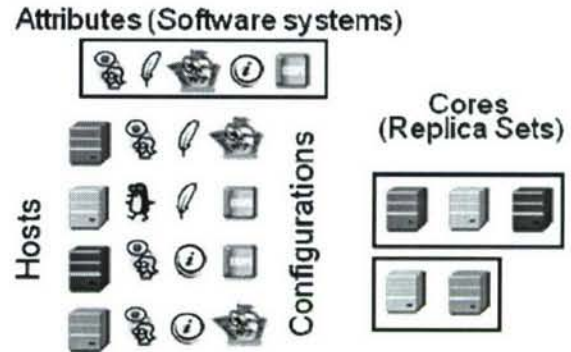 Attributes (Software systems)
Cores
(Replica Sets)
Hosts
Configurations